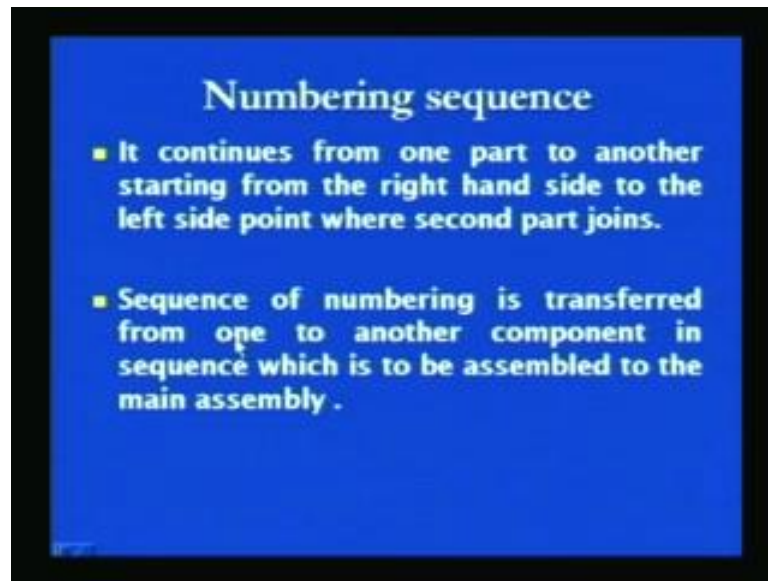 Numbering sequence
It continues from one part to another
starting from the right hand side to the
left side point where second part joins.
Sequence of numbering is transferred
from one to another component in
sequence which is to be assembled to the
main assembly .